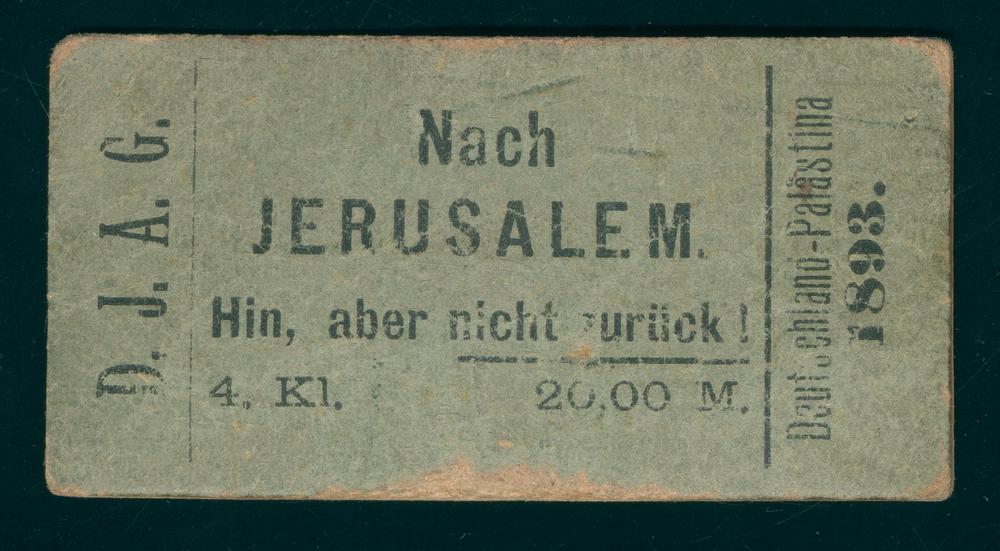 D. J. A. G.
Nach
JERUSALEM.
Hin, aber nicht zurück!
4. Kl. 20,00 M.
Deutschland-Palästina
1893.